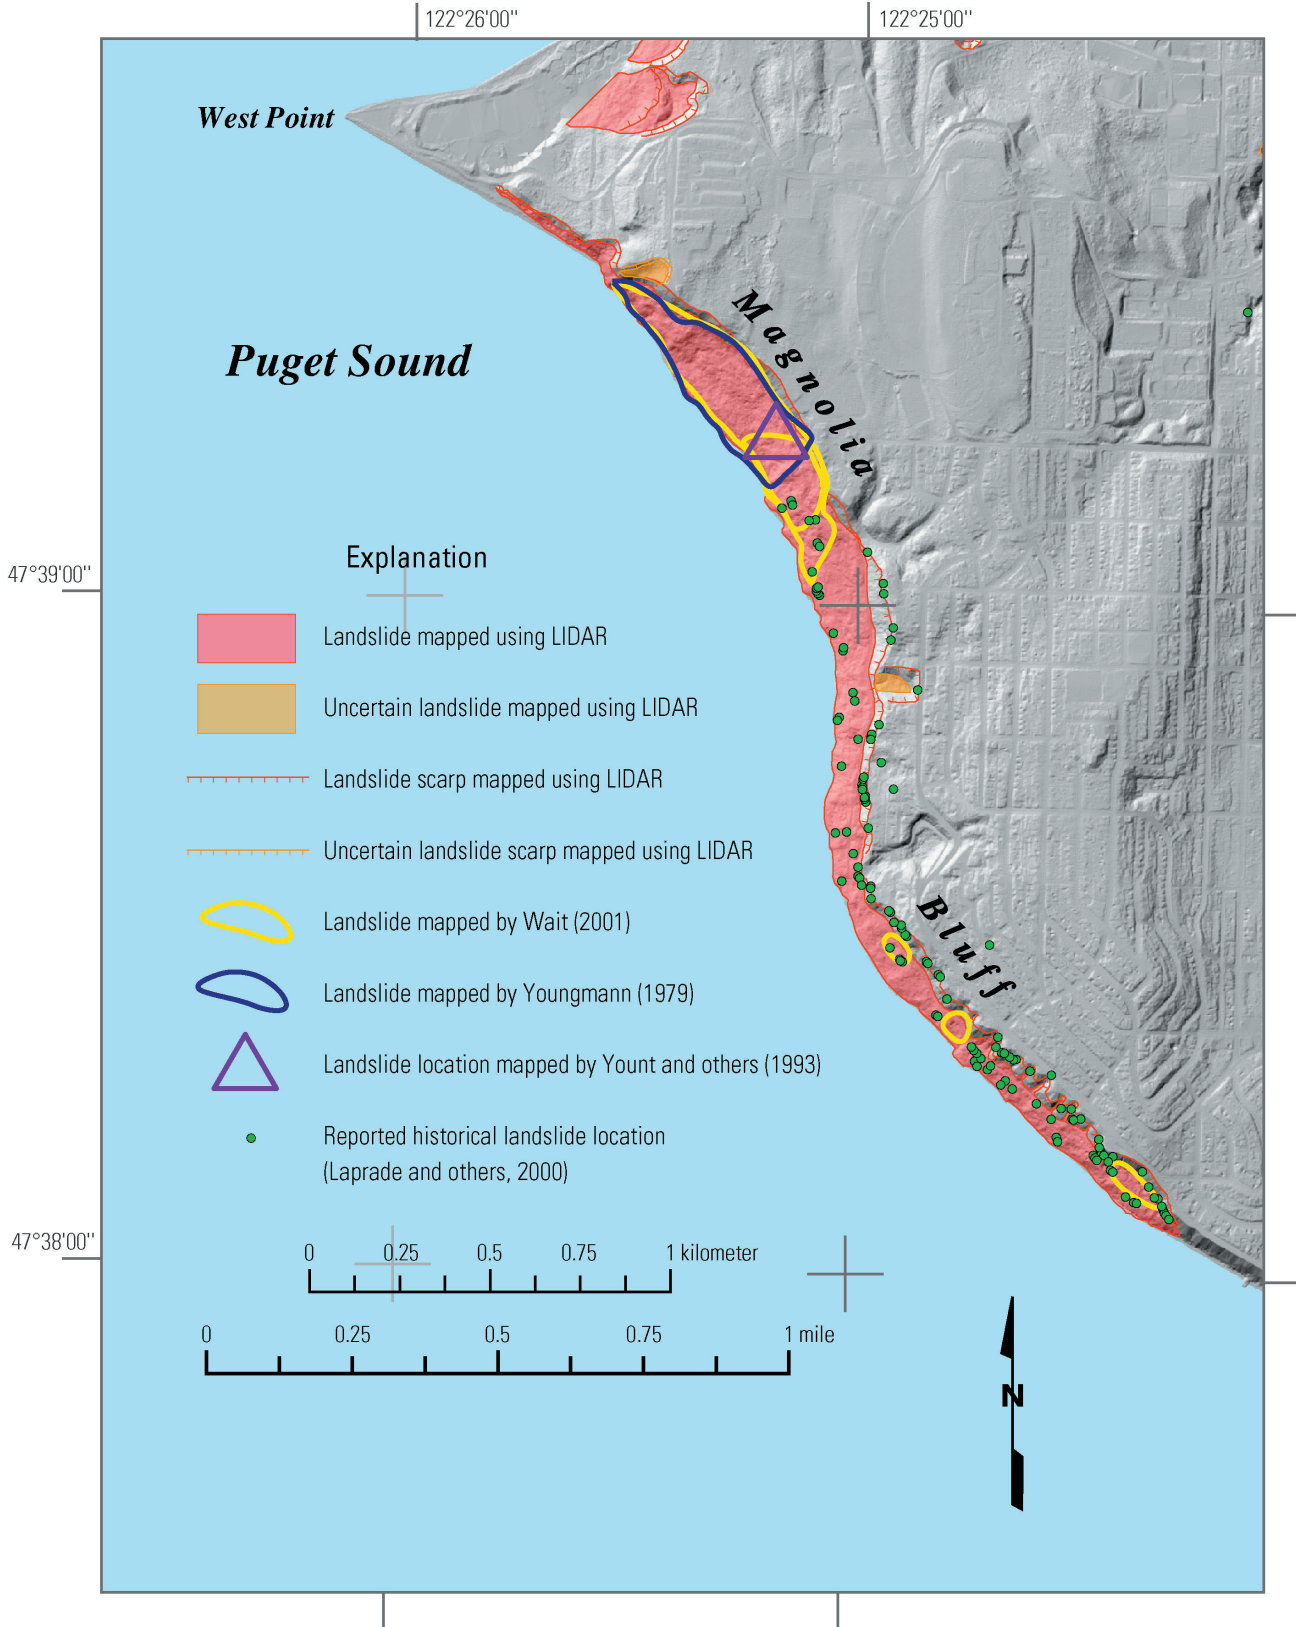 122°26'00"
122°25'00"
West Point
Magnolia
Puget Sound
Explanation
47°39'00"
Landslide mapped using LIDAR
Uncertain landslide mapped using LIDAR
Landslide scarp mapped using LIDAR
Uncertain landslide scarp mapped using LIDAR
Bluff
Landslide mapped by Wait (2001)
Landslide mapped by Youngmann (1979)
Landslide location mapped by Yount and others (1993)
Reported historical landslide location
(Laprade and others, 2000)
47°38'00"
0 0.25 0.5 0.75 1 kilometer
0 0.25 0.5 0.75 1 mile
N